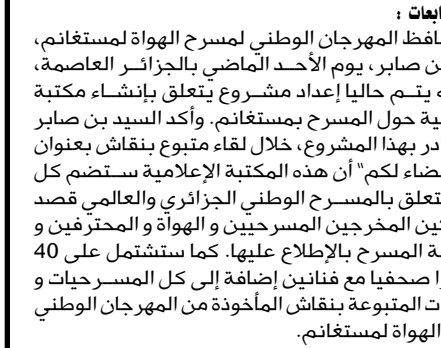 ابعات :
افظ المهرجان الوطني لمسرح الهواة لمستغانم،
ن صابر، يوم الأحد الماضي بالجزائر العاصمة،
ه يتم حاليا إعداد مشروع يتعلق بإنشاء مكتبة
ية حول المسرح بمستغانم. وأكد السيد بن صابر
در بهذا المشروع، خلال لقاء متبوع بنقاش بعنوان
ضاء لكم" أن هذه المكتبة الإعلامية ستضم كل
تعلق بالمسرح الوطني الجزائري والعالمي قصد
ين المخرجين المسرحيين و الهواة و المحترفين و
ة المسرح بالإطلاع عليها. كما ستشتمل على 40
را صحفيا مع فنانين إضافة إلى كل المسرحيات و
ت المتبوعة بنقاش المأخوذة من المهرجان الوطني
الهواة لمستغانم.